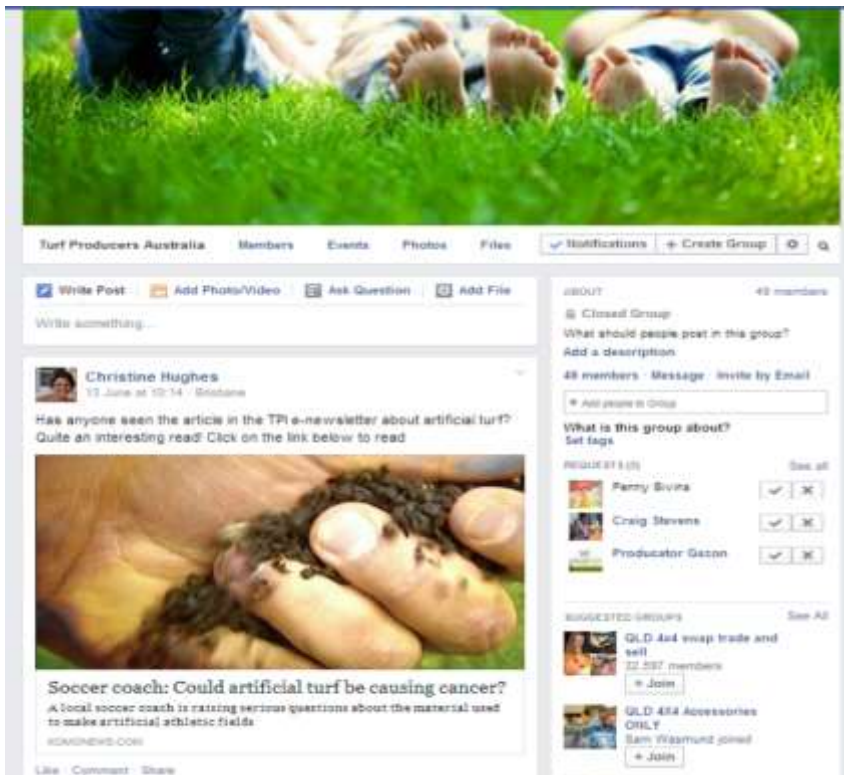 Turf Producers Australia Members Events Photos Files Notifications + Create Group
Write Post Add Photo/Video Ask Question Add File
Write something...
Christine Hughes
13 June at 10:14 · Brisbane
Has anyone seen the article in the TPI e-newsletter about artificial turf?
Quite an interesting read! Click on the link below to read
Soccer coach: Could artificial turf be causing cancer?
A local soccer coach is raising serious questions about the material used
to make artificial athletic fields
KOMONEWS.COM
Like · Comment · Share
ABOUT 49 members
Closed Group
What should people post in this group?
Add a description
49 members · Message · Invite by Email
+ Add people to Group
What is this group about?
Set tags
REQUESTS See all
Craig Stevens
Producator Gazon
SUGGESTED GROUPS See All
QLD 4x4 swap trade and
sell
32,597 members
+ Join
QLD 4X4 Accessories
ONLY
Sam Wasmund joined
+ Join